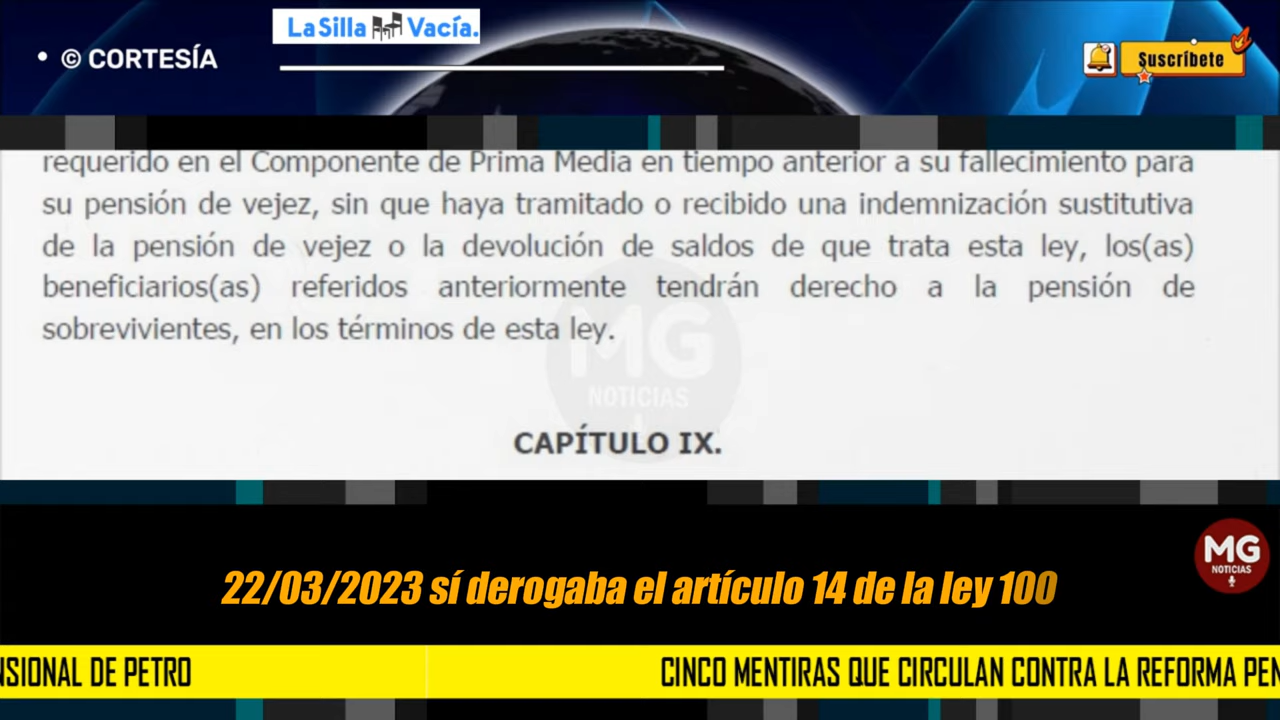 LaSilla Vacía.
• © CORTESÍA
Suscríbete
requerido en el Componente de Prima Media en tiempo anterior a su fallecimiento para
su pensión de vejez, sin que haya tramitado o recibido una indemnización sustitutiva
de la pensión de vejez o la devolución de saldos de que trata esta ley, los(as)
beneficiarios(as) referidos anteriormente tendrán derecho a la pensión de
sobrevivientes, en los términos de esta ley.
MG
NOTICIAS
CAPÍTULO IX.
MG
NOTICIAS
22/03/2023 sí derogaba el artículo 14 de la ley 100
NSIONAL DE PETRO
CINCO MENTIRAS QUE CIRCULAN CONTRA LA REFORMA PEN